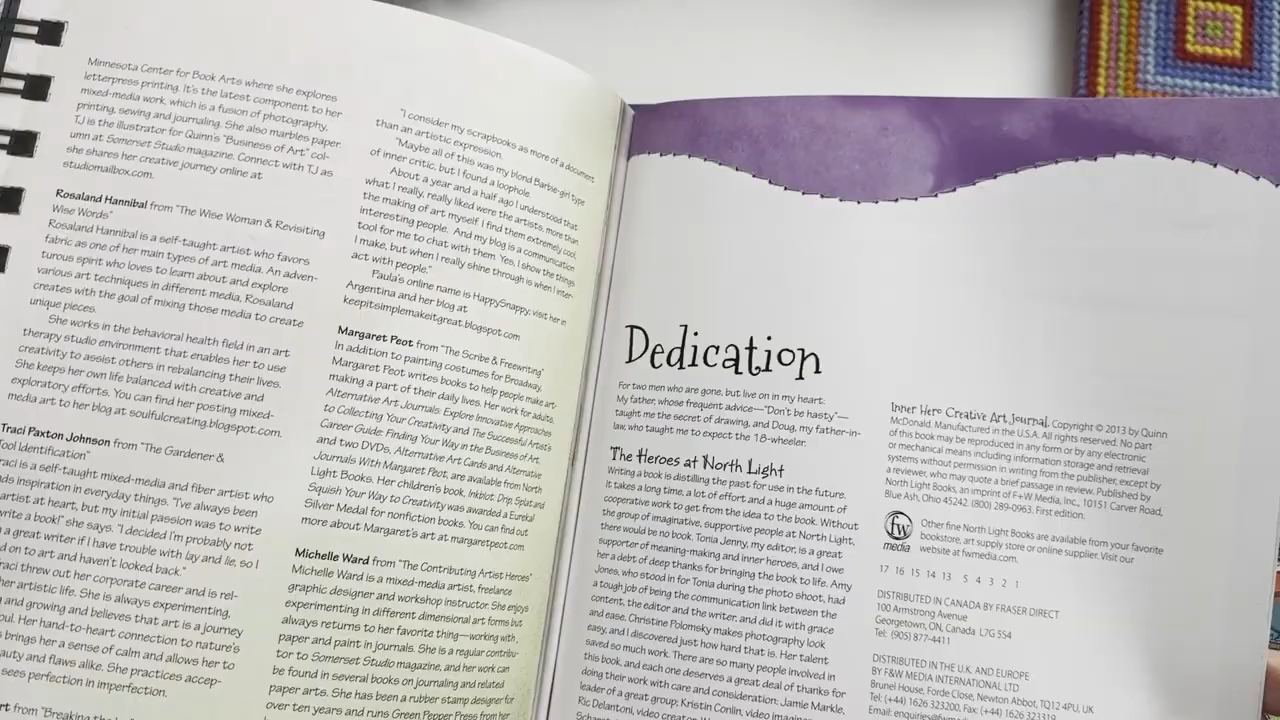 Minnesota Center for Book Arts where she explores
letterpress printing. It's the latest component to her
mixed-media work, which is a fusion of photography,
printing, sewing and journaling. She also marbles paper.
TJ is the illustrator for Quinn's "Business of Art" col-
umn at Somerset Studio magazine. Connect with TJ as
she shares her creative journey online at
studiomailbox.com.
Rosaland Hannibal from "The Wise Woman & Revisiting
Wise Words"
Rosaland Hannibal is a self-taught artist who favors
fabric as one of her main types of art media. An adven-
turous spirit who loves to learn about and explore
various art techniques in different media, Rosaland
creates with the goal of mixing those media to create
unique pieces.
She works in the behavioral health field in an art
therapy studio environment that enables her to use
creativity to assist others in rebalancing their lives.
She keeps her own life balanced with creative and
exploratory efforts. You can find her posting mixed-
media art to her blog at soulfulcreating.blogspot.com.
Traci Paxton Johnson from "The Gardener &
Tool Identification"
raci is a self-taught mixed-media and fiber artist who
ds inspiration in everyday things. "I've always been
artist at heart, but my initial passion was to write
write a book!" she says. "I decided I'm probably not
a great writer if I have trouble with lay and lie, so I
d on to art and haven't looked back."
raci threw out her corporate career and is rel-
her artistic life. She is always experimenting,
and growing and believes that art is a journey
oul. Her hand-to-heart connection to nature's
brings her a sense of calm and allows her to
auty and flaws alike. She practices accep-
sees perfection in imperfection.
rt from "Breaking the
"I consider my scrapbooks as more of a document
than an artistic expression.
"Maybe all of this was my blond Barbie-girl type
of inner critic, but I found a loophole.
About a year and a half ago I understood that
what I really, really liked were the artists, more than
the making of art myself. I find them extremely cool,
interesting people. And my blog is a communication
tool for me to chat with them. Yes, I show the things
I make, but when I really shine through is when I inter-
act with people."
Paula's online name is HappySnappy; visit her in
Argentina and her blog at
keepitsimplemakeitgreat.blogspot.com
Margaret Peot from "The Scribe & Freewriting"
In addition to painting costumes for Broadway,
Margaret Peot writes books to help people make art-
making a part of their daily lives. Her work for adults,
Alternative Art Journals: Explore Innovative Approaches
to Collecting Your Creativity and The Successful Artist's
Career Guide: Finding Your Way in the Business of Art,
and two DVDs, Alternative Art Cards and Alternative
Journals With Margaret Peot, are available from North
Light Books. Her children's book, Inkblot: Drip, Splat and
Squish Your Way to Creativity was awarded a Eureka!
Silver Medal for nonfiction books. You can find out
more about Margaret's art at margaretpeot.com.
Michelle Ward from "The Contributing Artist Heroes"
Michelle Ward is a mixed-media artist, freelance
graphic designer and workshop instructor. She enjoys
experimenting in different dimensional art forms but
always returns to her favorite thing—working with
paper and paint in journals. She is a regular contribu-
tor to Somerset Studio magazine, and her work can
be found in several books on journaling and related
paper arts. She has been a rubber stamp designer for
over ten years and runs Green Pepper Press from her
Dedication
For two men who are gone, but live on in my heart:
My father, whose frequent advice—"Don't be hasty"—
taught me the secret of drawing, and Doug, my father-in-
law, who taught me to expect the 18-wheeler.
The Heroes at North Light
Writing a book is distilling the past for use in the future.
It takes a long time, a lot of effort and a huge amount of
cooperative work to get from the idea to the book. Without
the group of imaginative, supportive people at North Light,
there would be no book. Tonia Jenny, my editor, is a great
supporter of meaning-making and inner heroes, and I owe
her a debt of deep thanks for bringing the book to life. Amy
Jones, who stood in for Tonia during the photo shoot, had
a tough job of being the communication link between the
content, the editor and the writer, and did it with grace
and ease. Christine Polomsky makes photography look
easy, and I discovered just how hard that is. Her talent
saved so much work. There are so many people involved in
this book, and each one deserves a great deal of thanks for
doing their work with care and consideration: Jamie Markle,
leader of a great group; Kristin Conlin, video
Ric Delantoni, video
Inner Hero Creative Art Journal. Copyright © 2013 by Quinn
McDonald. Manufactured in the U.S.A. All rights reserved. No part
of this book may be reproduced in any form or by any electronic
or mechanical means including information storage and retrieval
systems without permission in writing from the publisher, except by
a reviewer, who may quote a brief passage in review. Published by
North Light Books, an imprint of F+W Media, Inc., 10151 Carver Road,
Blue Ash, Ohio 45242. (800) 289-0963. First edition.
fw
media
Other fine North Light Books are available from your favorite
bookstore, art supply store or online supplier. Visit our
website at fwmedia.com.
17 16 15 14 13 5 4 3 2 1
DISTRIBUTED IN CANADA BY FRASER DIRECT
100 Armstrong Avenue
Georgetown, ON, Canada L7G 5S4
Tel: (905) 877-4411
DISTRIBUTED IN THE U.K. AND EUROPE
BY F&W MEDIA INTERNATIONAL LTD
Brunel House, Forde Close, Newton Abbot, TQ12 4PU, UK
Tel: (+44) 1626 323200, Fax: (+44) 1626 323319
Email: